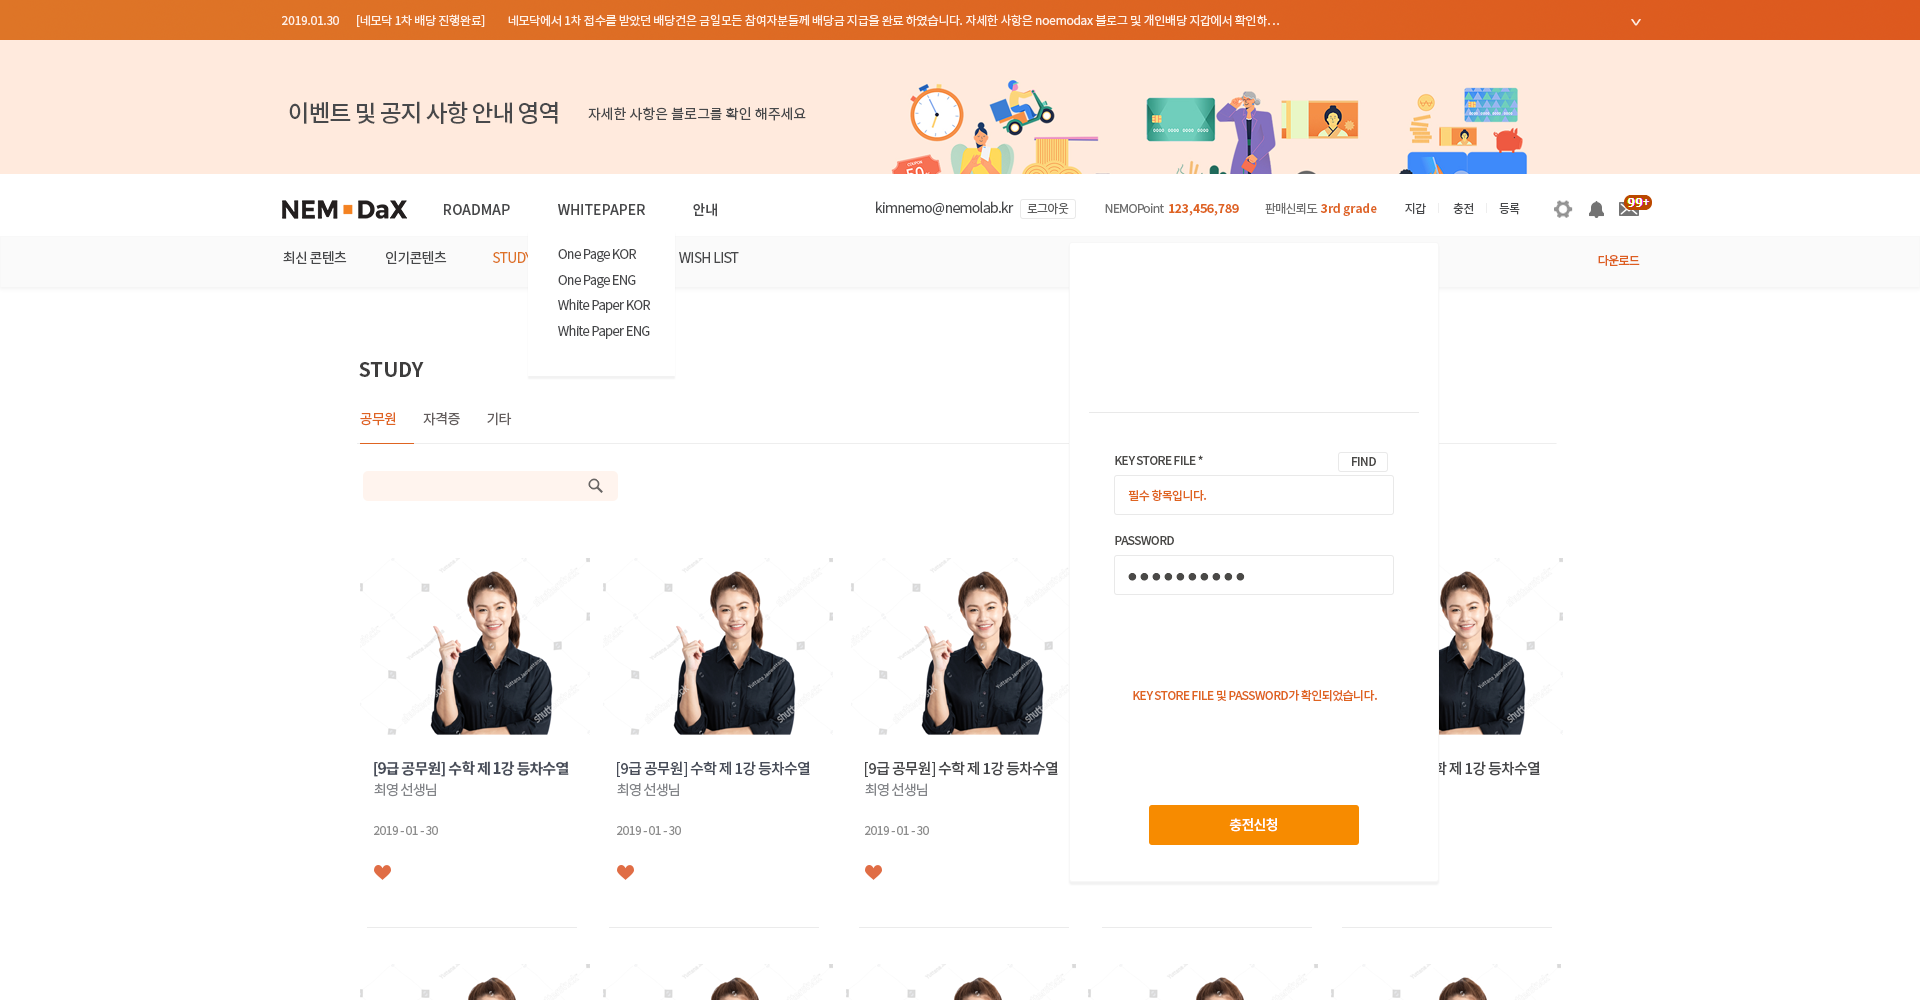 2019.01.30 [네모닥 1차 배당 진행완료] 네모닥에서 1차 접수를 받았던 배당건은 금일모든 참여자분들께 배당금 지급을 완료 하였습니다. 자세한 사항은 noemodax 블로그 및 개인배당 지갑에서 확인하...
이벤트 및 공지 사항 안내 영역 자세한 사항은 블로그를 확인 해주세요
COUPON
NEM DaX ROADMAP WHITEPAPER 안내 kimnemo@nemolab.kr 로그아웃 NEMOPoint 123,456,789 판매신뢰도 3rd grade 지갑 충전 등록 99+
최신 콘텐츠 인기콘텐츠 STUDY WISH LIST 다운로드
One Page KOR
One Page ENG
White Paper KOR
White Paper ENG
STUDY
공무원 자격증 기타
KEY STORE FILE * FIND
필수 항목입니다.
PASSWORD
KEY STORE FILE 및 PASSWORD가 확인되었습니다.
충전신청
[9급 공무원] 수학 제 1강 등차수열
최영 선생님
2019 - 01 - 30
[9급 공무원] 수학 제 1강 등차수열
최영 선생님
2019 - 01 - 30
[9급 공무원] 수학 제 1강 등차수열
최영 선생님
2019 - 01 - 30
학 제 1강 등차수열